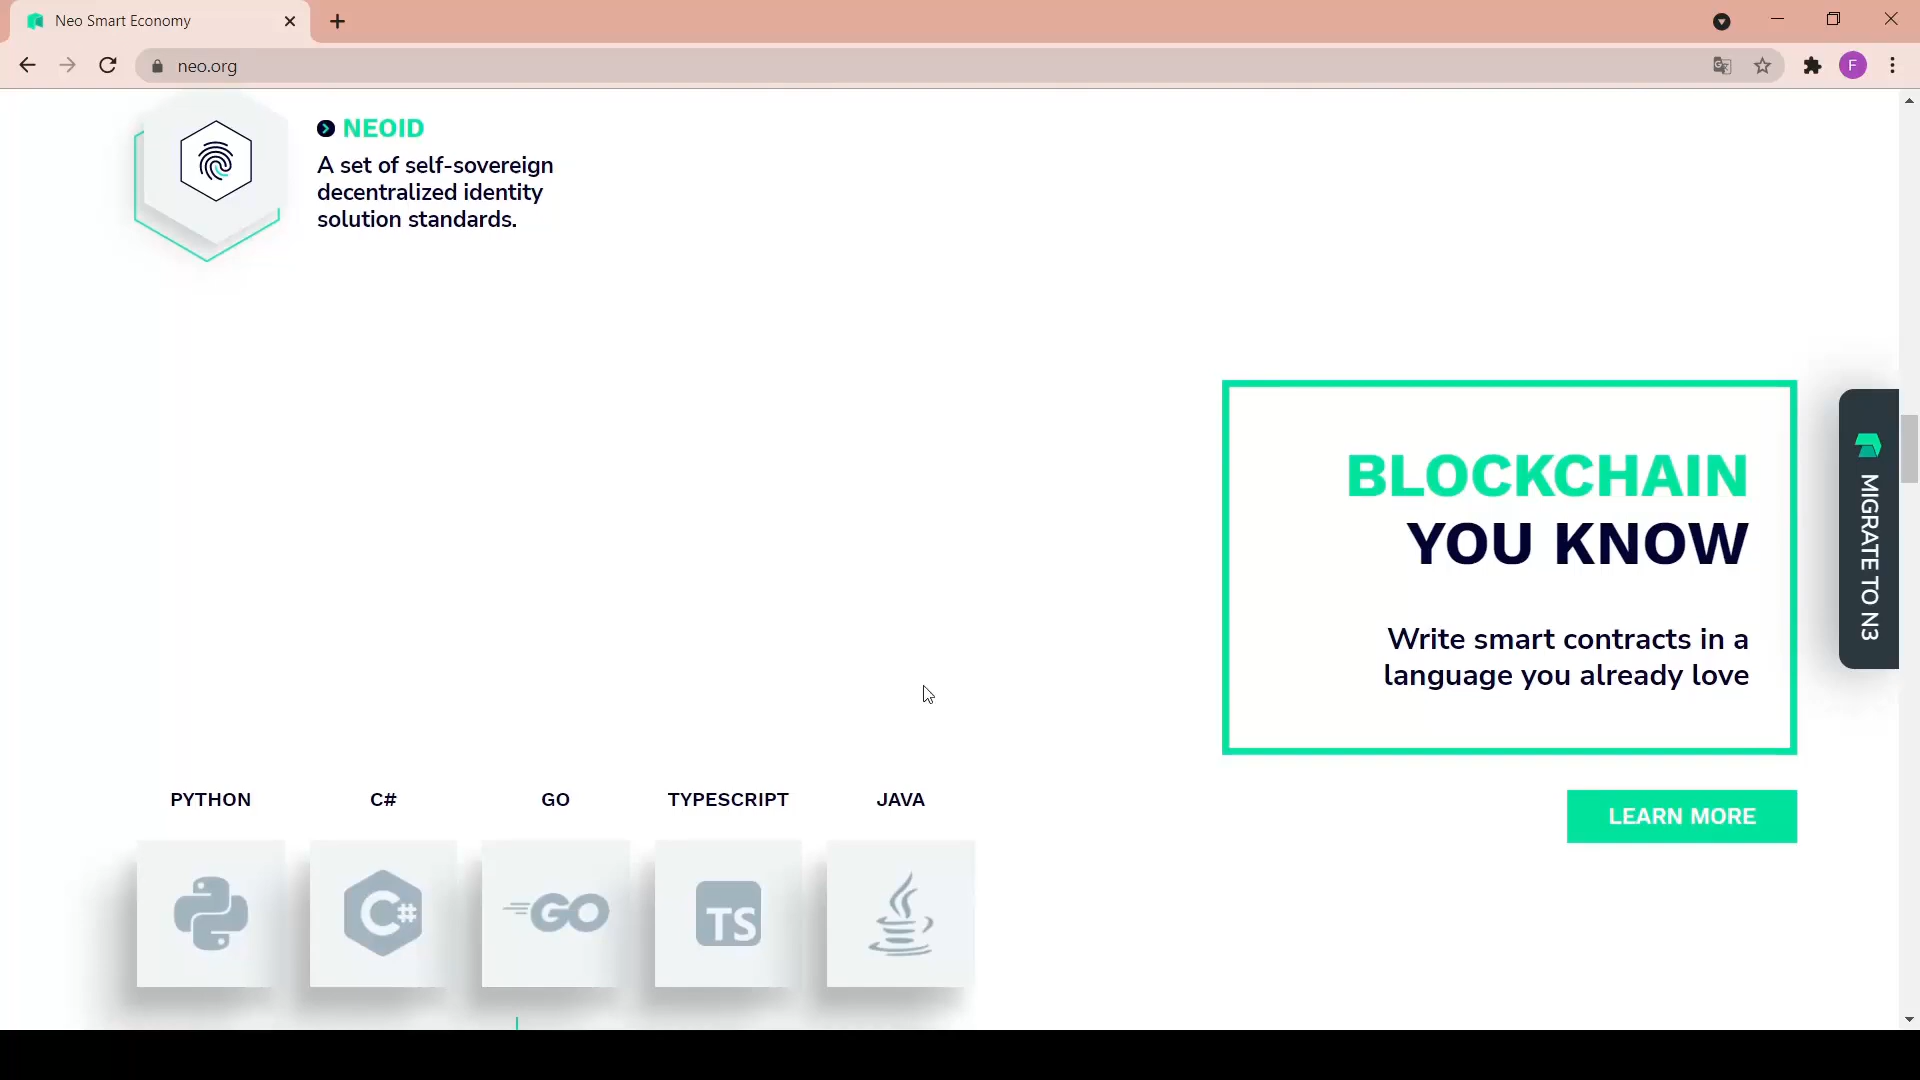 Neo Smart Economy
neo.org
F
NEOID
A set of self-sovereign
decentralized identity
solution standards.
BLOCKCHAIN
YOU KNOW
Write smart contracts in a
language you already love
MIGRATE TO N3
LEARN MORE
PYTHON C# GO TYPESCRIPT JAVA
C# GO TS